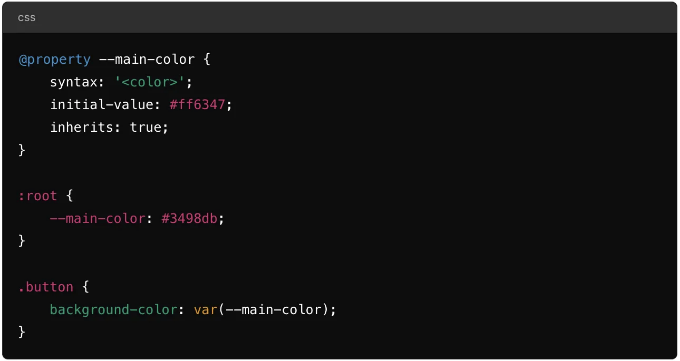 css
@property --main-color {
syntax: '<color>';
initial-value: #ff6347;
inherits: true;
}
:root {
--main-color: #3498db;
}
.button {
background-color: var(--main-color);
}